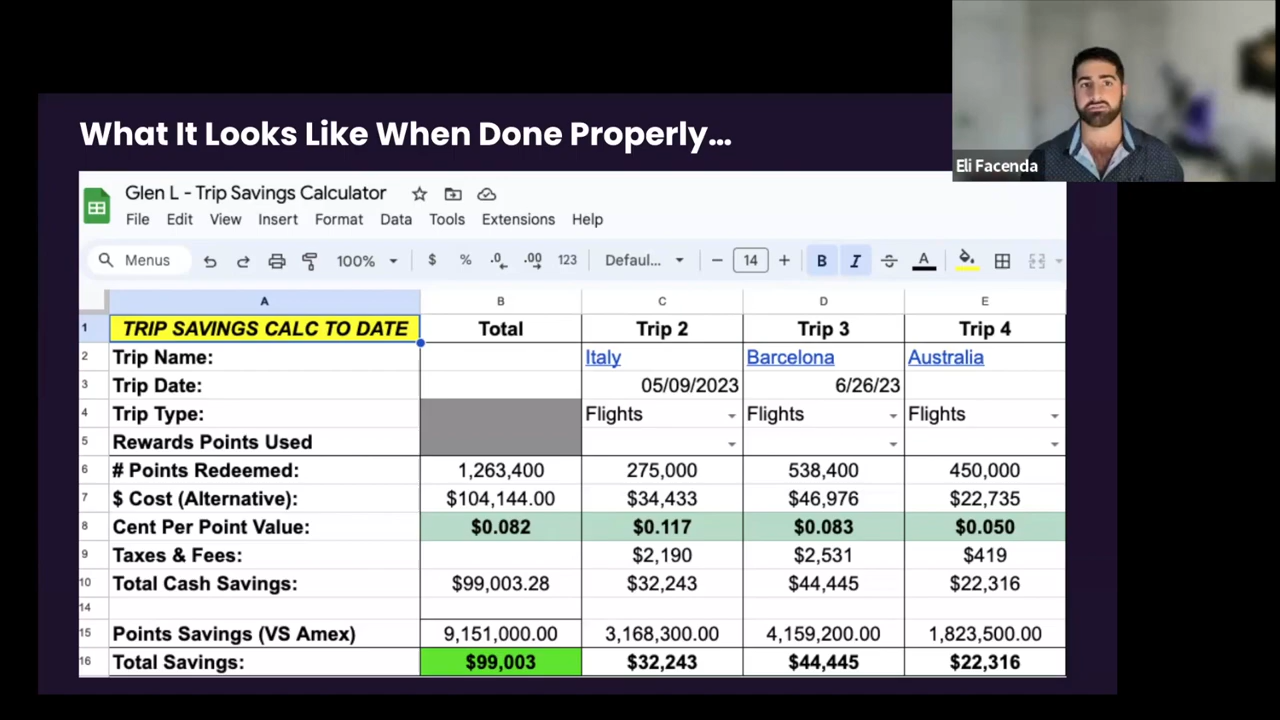 What It Looks Like When Done Properly...
Eli Facenda
Glen L - Trip Savings Calculator
File Edit View Insert Format Data Tools Extensions Help
Menus 100% $ % .0 .00 123 Defaul... 14 B I A
A B C D E
1 TRIP SAVINGS CALC TO DATE Total Trip 2 Trip 3 Trip 4
2 Trip Name: Italy Barcelona Australia
3 Trip Date: 05/09/2023 6/26/23
4 Trip Type: Flights Flights Flights
5 Rewards Points Used
6 # Points Redeemed: 1,263,400 275,000 538,400 450,000
7 $ Cost (Alternative): $104,144.00 $34,433 $46,976 $22,735
8 Cent Per Point Value: $0.082 $0.117 $0.083 $0.050
9 Taxes & Fees: $2,190 $2,531 $419
10 Total Cash Savings: $99,003.28 $32,243 $44,445 $22,316
14
15 Points Savings (VS Amex) 9,151,000.00 3,168,300.00 4,159,200.00 1,823,500.00
16 Total Savings: $99,003 $32,243 $44,445 $22,316